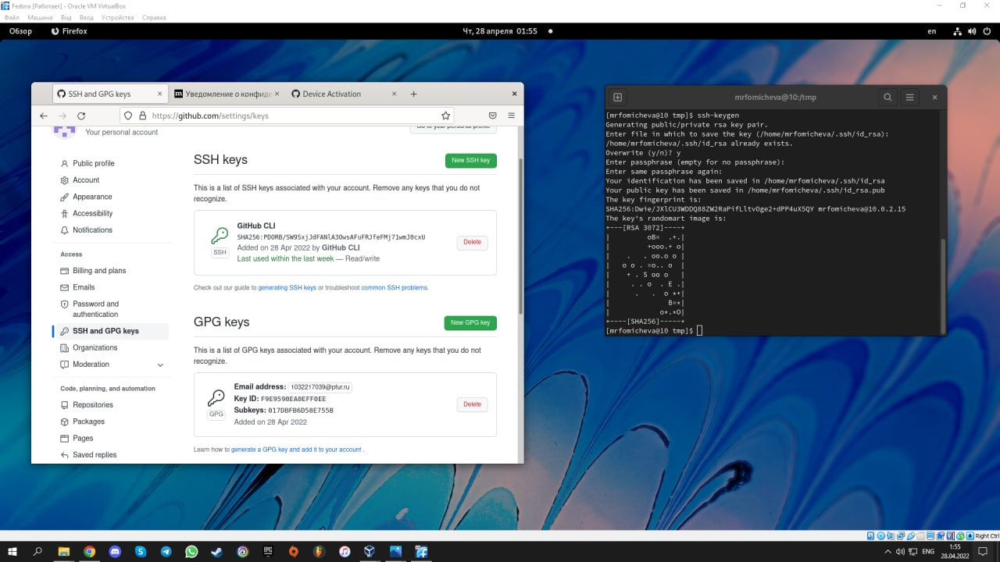 Fedora [Работает] - Oracle VM VirtualBox
Файл Машина Вид Ввод Устройства Справка
Обзор Firefox Чт, 28 апреля 01:55 en
SSH and GPG keys × Уведомление о конфиде × Device Activation ×
https://github.com/settings/keys
Your personal account
Go to your personal profile
Public profile
Account
Appearance
Accessibility
Notifications
Access
Billing and plans
Emails
Password and
authentication
SSH and GPG keys
Organizations
Moderation
Code, planning, and automation
Repositories
Packages
Pages
Saved replies
SSH keys
New SSH key
This is a list of SSH keys associated with your account. Remove any keys that you do not
recognize.
GitHub CLI
SHA256:PDORB/SW9SxjJdFANlA3OwsAFuFRJfeFMj71wmJ0cxU
Added on 28 Apr 2022 by GitHub CLI
Last used within the last week — Read/write
SSH
Delete
Check out our guide to generating SSH keys or troubleshoot common SSH problems.
GPG keys
New GPG key
This is a list of GPG keys associated with your account. Remove any keys that you do not
recognize.
Email address: 1032217039@pfur.ru
Key ID: F9E9590EA0EFF0EE
Subkeys: 017DBFB6D58E755B
Added on 28 Apr 2022
GPG
Delete
Learn how to generate a GPG key and add it to your account .
mrfomicheva@10:/tmp
[mrfomicheva@10 tmp]$ ssh-keygen
Generating public/private rsa key pair.
Enter file in which to save the key (/home/mrfomicheva/.ssh/id_rsa):
/home/mrfomicheva/.ssh/id_rsa already exists.
Overwrite (y/n)? y
Enter passphrase (empty for no passphrase):
Enter same passphrase again:
Your identification has been saved in /home/mrfomicheva/.ssh/id_rsa
Your public key has been saved in /home/mrfomicheva/.ssh/id_rsa.pub
The key fingerprint is:
SHA256:Dwie/JXlCU3WDDQ88ZW2RaPifLltvOge2+dPP4uX5QY mrfomicheva@10.0.2.15
The key's randomart image is:
+---[RSA 3072]----+
|         oB=  .+.|
|         +ooo.+ o|
|    .   . oo.o o |
|   o o . =o.. o  |
|    + . S oo o   |
|     . . o  . E .|
|      .   .  o *+|
|              B=*|
|            o*.*O|
+----[SHA256]-----+
[mrfomicheva@10 tmp]$
Right Ctrl
EPIC
ENG
1:55
28.04.2022